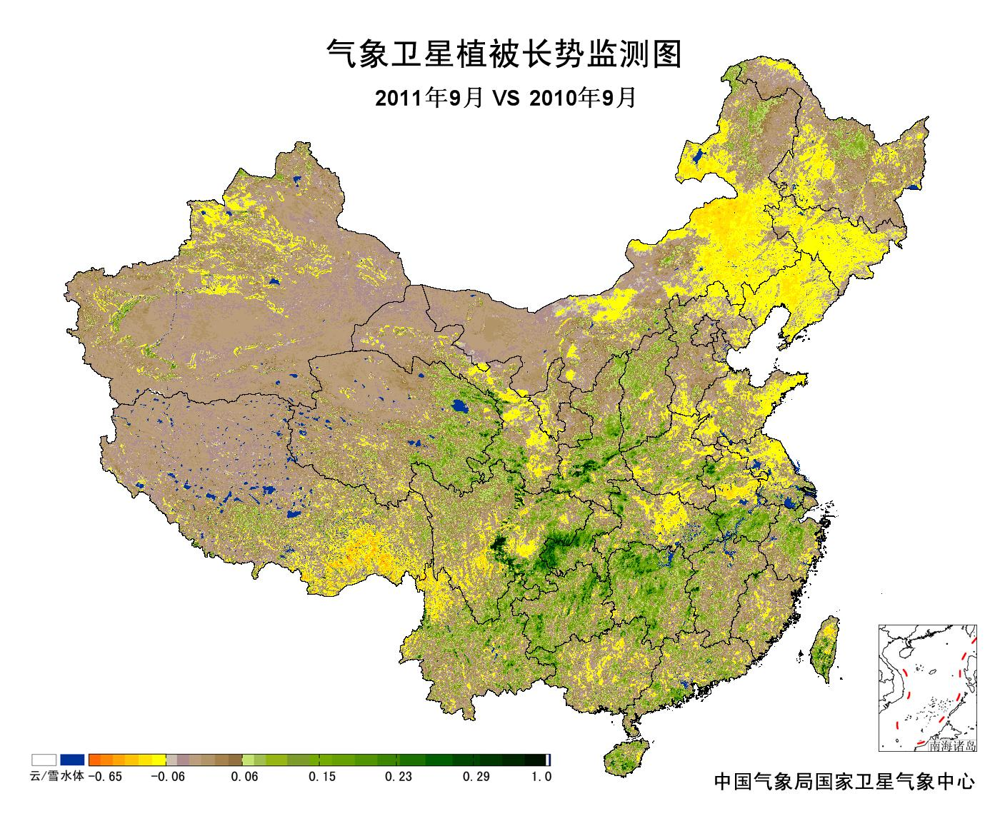 气象卫星植被长势监测图
2011年9月 VS 2010年9月
南海诸岛
云/雪 水体 -0.65 -0.06 0.06 0.15 0.23 0.29 1.0
中国气象局国家卫星气象中心